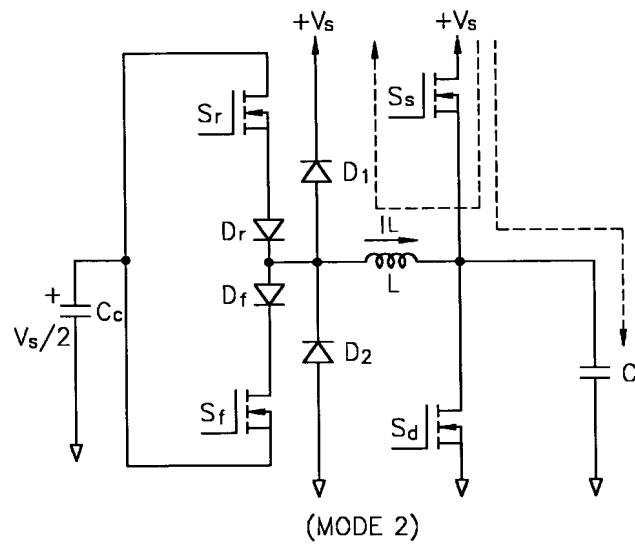 +Vs +Vs
Sr
Ss
D1
Dr
IL
L
+
Cc
Df
Vs/2
D2
C
Sf
Sd
(MODE 2)